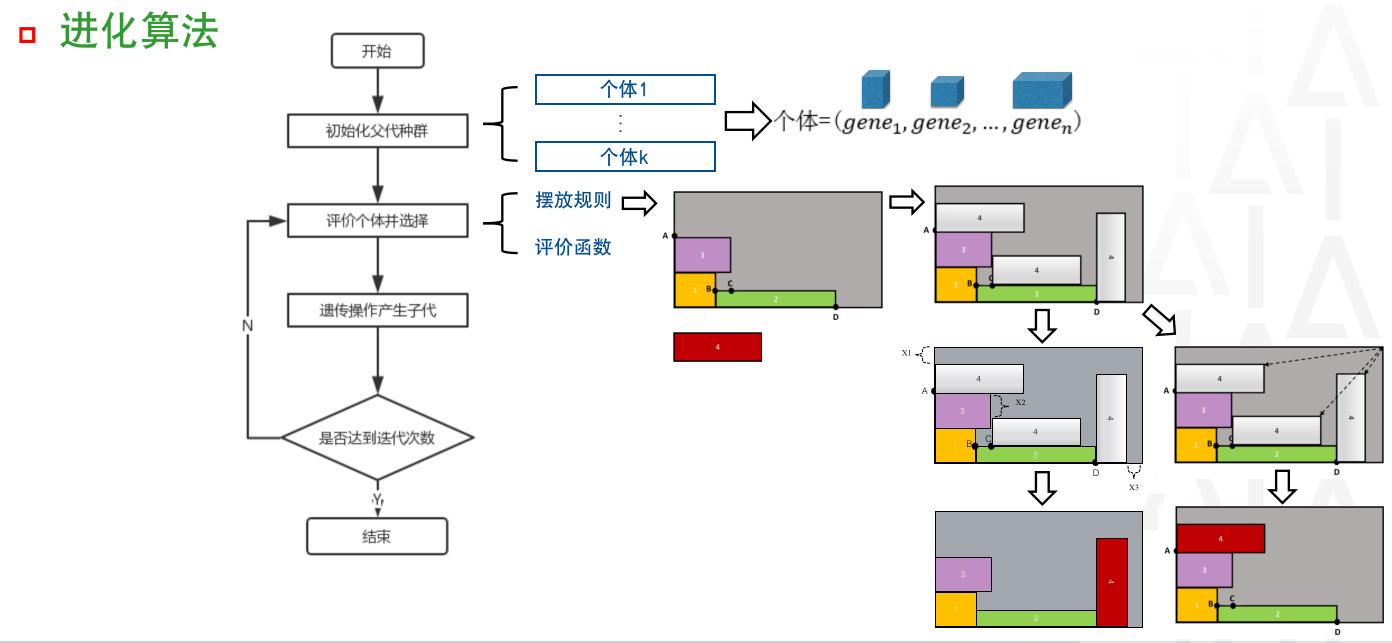 进化算法
开始
初始化父代种群
评价个体并选择
遗传操作产生子代
是否达到迭代次数
N
Y
结束
个体1
⋮
个体k
个体=(gene₁, gene₂, ..., geneₙ)
摆放规则
评价函数
A
3
1
B
C
2
D
4
4
A
3
4
4
1
B
C
2
D
X1
4
A
3
X2
4
4
1
B
C
2
D
X3
4
A
3
4
4
1
B
C
2
D
3
1
2
4
4
A
3
1
B
C
2
D